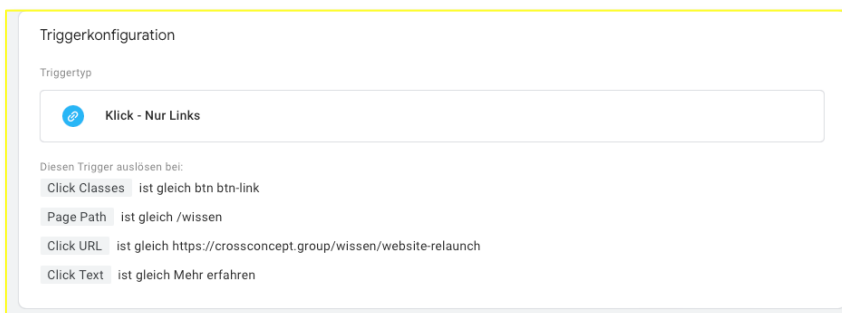 Triggerkonfiguration
Triggertyp
Klick - Nur Links
Diesen Trigger auslösen bei:
Click Classes ist gleich btn btn-link
Page Path ist gleich /wissen
Click URL ist gleich https://crossconcept.group/wissen/website-relaunch
Click Text ist gleich Mehr erfahren